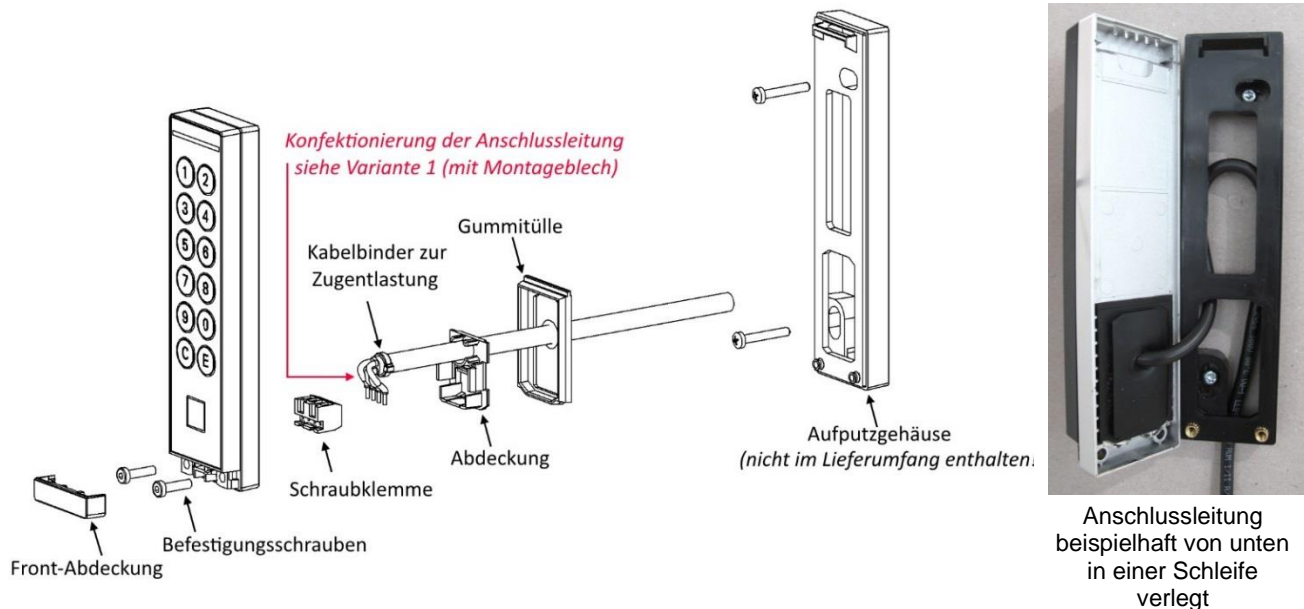 Konfektionierung der Anschlussleitung
siehe Variante 1 (mit Montageblech)
Gummitülle
Kabelbinder zur
Zugentlastung
1 2
3 4
5 6
7 8
9 0
C E
Abdeckung
Schraubklemme
Befestigungsschrauben
Front-Abdeckung
Aufputzgehäuse
(nicht im Lieferumfang enthalten
Anschlussleitung
beispielhaft von unten
in einer Schleife
verlegt